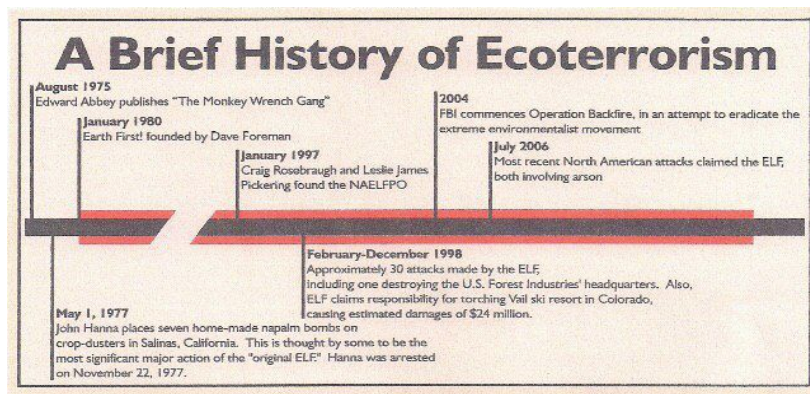 A Brief History of Ecoterrorism
August 1975
Edward Abbey publishes "The Monkey Wrench Gang"
January 1980
Earth First! founded by Dave Foreman
January 1997
Craig Rosebraugh and Leslie James
Pickering found the NAELFPO
2004
FBI commences Operation Backfire, in an attempt to eradicate the
extreme environmentalist movement
July 2006
Most recent North American attacks claimed the ELF,
both involving arson
May 1, 1977
John Hanna places seven home-made napalm bombs on
crop-dusters in Salinas, California. This is thought by some to be the
most significant major action of the "original ELF." Hanna was arrested
on November 22, 1977.
February-December 1998
Approximately 30 attacks made by the ELF,
including one destroying the U.S. Forest Industries' headquarters. Also,
ELF claims responsibility for torching Vail ski resort in Colorado,
causing estimated damages of $24 million.